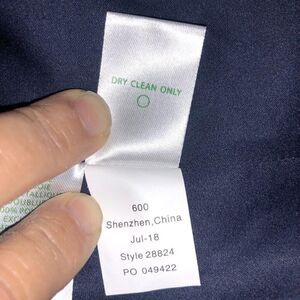 DRY CLEAN ONLY
600
Shenzhen,China
Jul-18
Style 28824
PO 049422